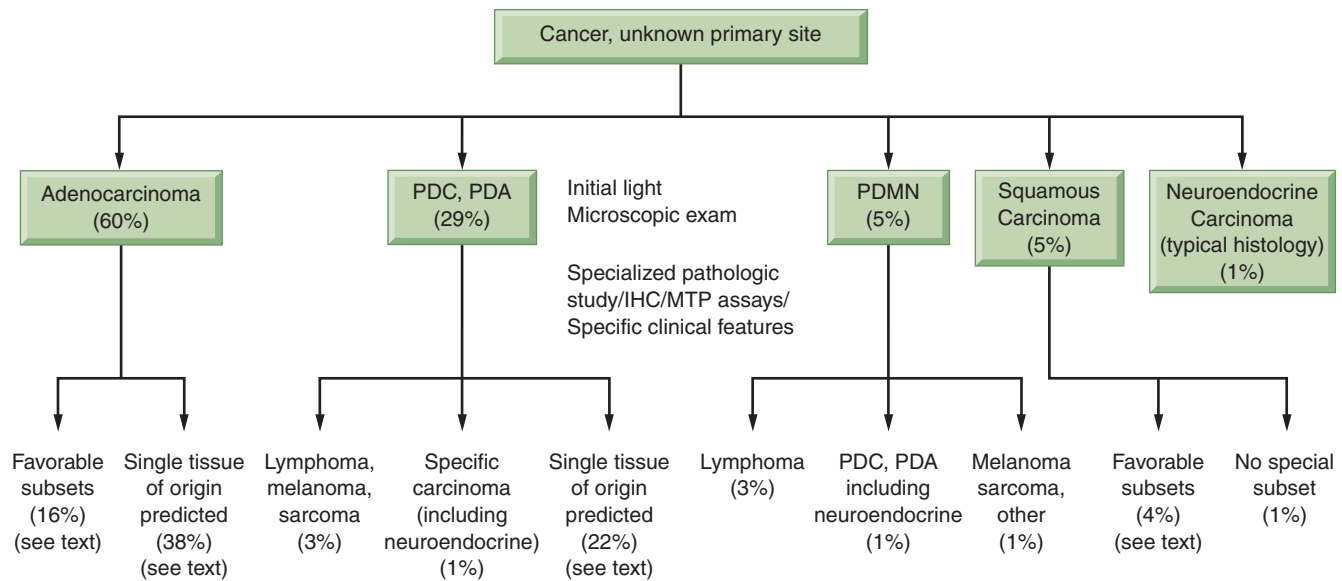 Cancer, unknown primary site
Adenocarcinoma
(60%)
PDC, PDA
(29%)
Initial light
Microscopic exam
Specialized pathologic
study/IHC/MTP assays/
Specific clinical features
PDMN
(5%)
Squamous
Carcinoma
(5%)
Neuroendocrine
Carcinoma
(typical histology)
(1%)
Favorable
subsets
(16%)
(see text)
Single tissue
of origin
predicted
(38%)
(see text)
Lymphoma,
melanoma,
sarcoma
(3%)
Specific
carcinoma
(including
neuroendocrine)
(1%)
Single tissue
of origin
predicted
(22%)
(see text)
Lymphoma
(3%)
PDC, PDA
including
neuroendocrine
(1%)
Melanoma
sarcoma,
other
(1%)
Favorable
subsets
(4%)
(see text)
No special
subset
(1%)